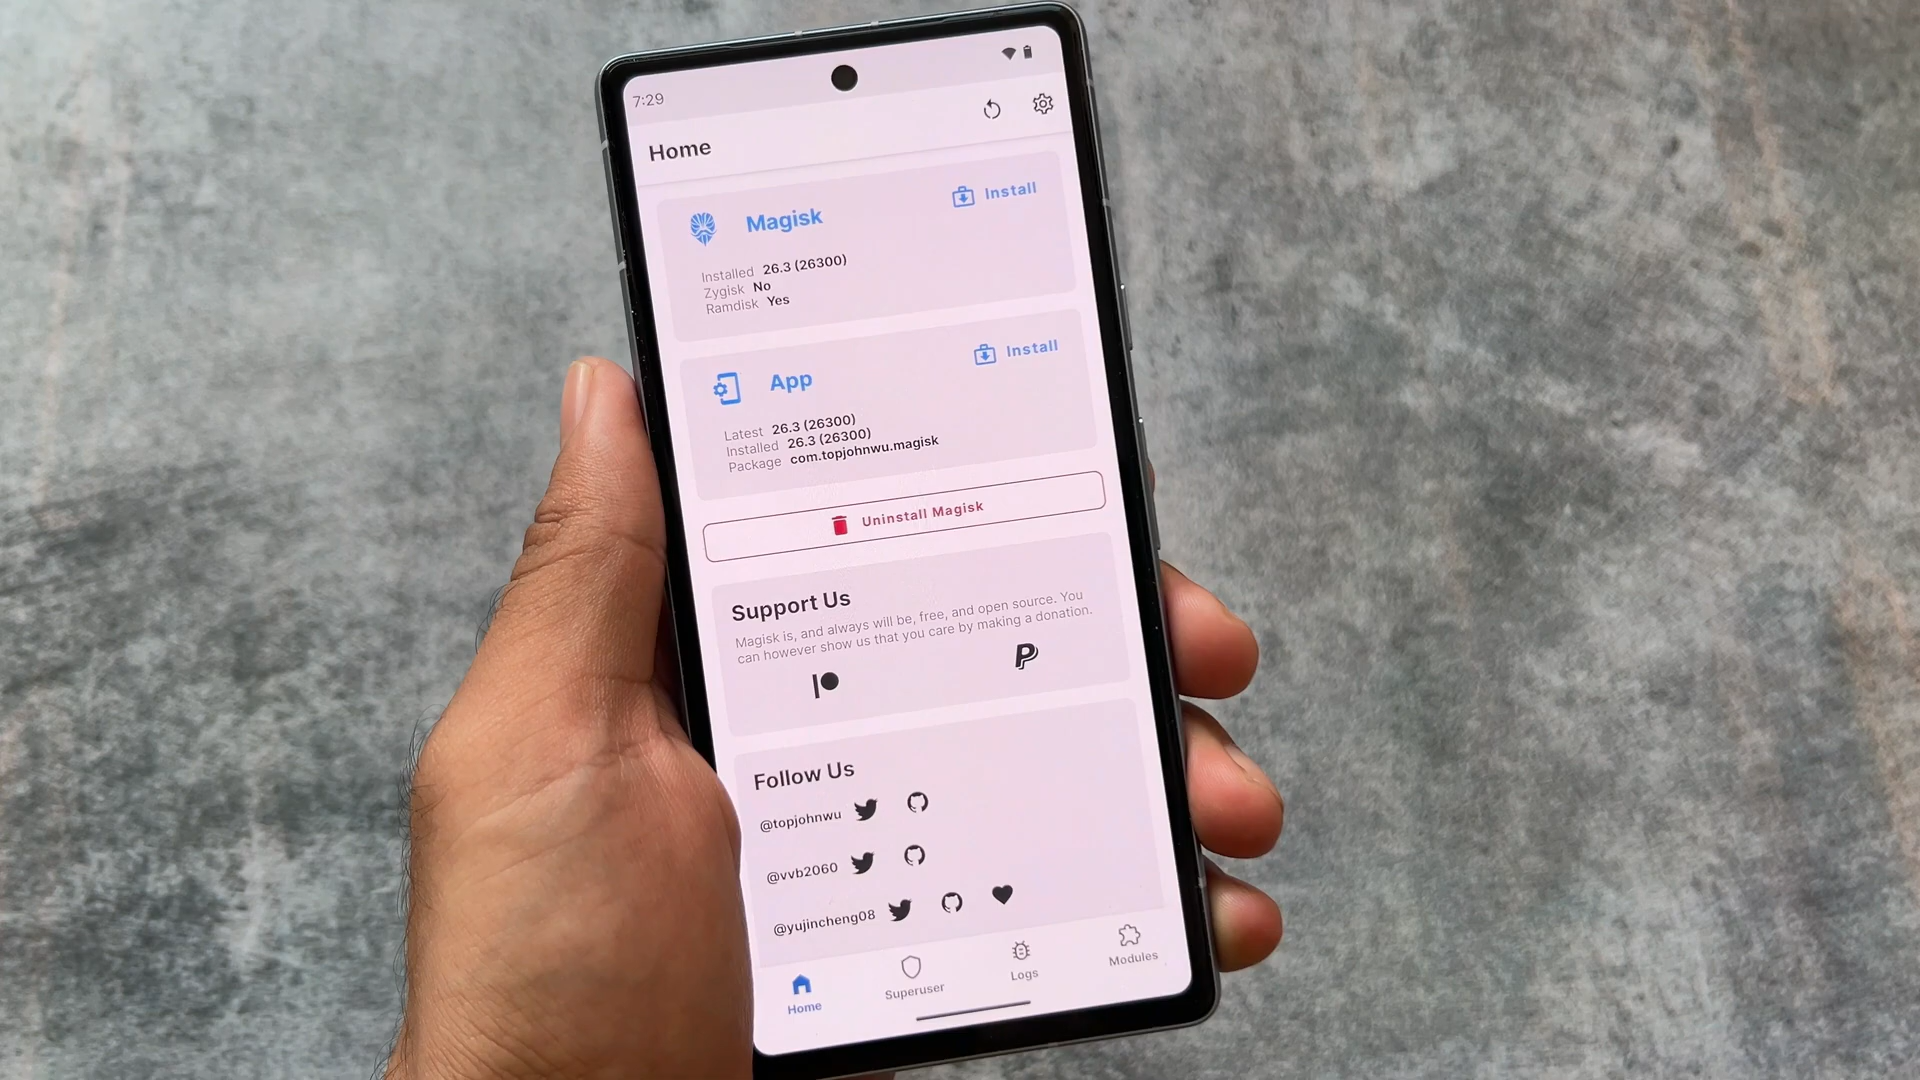 7:29
Home
Magisk
Install
Installed 26.3 (26300)
Zygisk No
Ramdisk Yes
App
Install
Latest 26.3 (26300)
Installed 26.3 (26300)
Package com.topjohnwu.magisk
Uninstall Magisk
Support Us
Magisk is, and always will be, free, and open source. You
can however show us that you care by making a donation.
Follow Us
@topjohnwu
@vvb2060
@yujincheng08
Home
Superuser
Logs
Modules